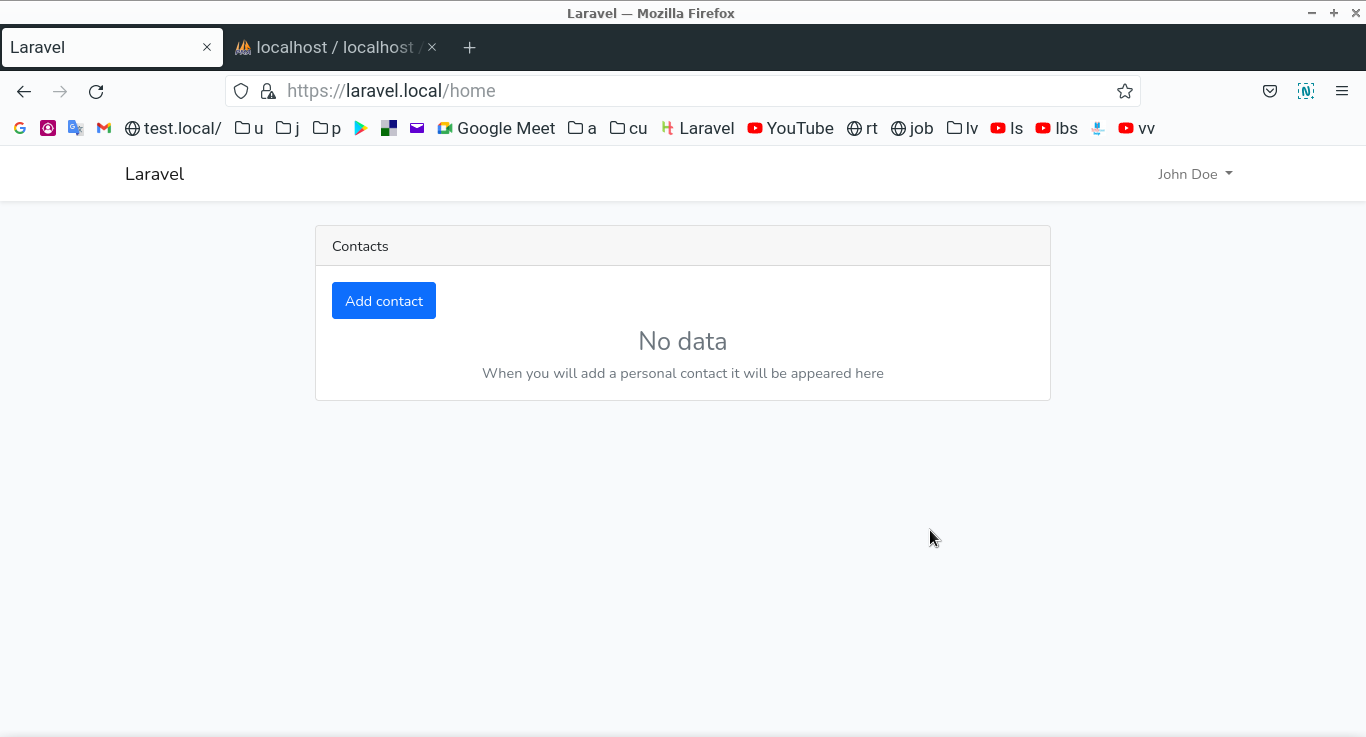 Laravel — Mozilla Firefox
Laravel
localhost / localhost /
https://laravel.local/home
test.local/ u j p Google Meet a cu Laravel YouTube rt job lv ls lbs vv
Laravel
John Doe
Contacts
Add contact
No data
When you will add a personal contact it will be appeared here